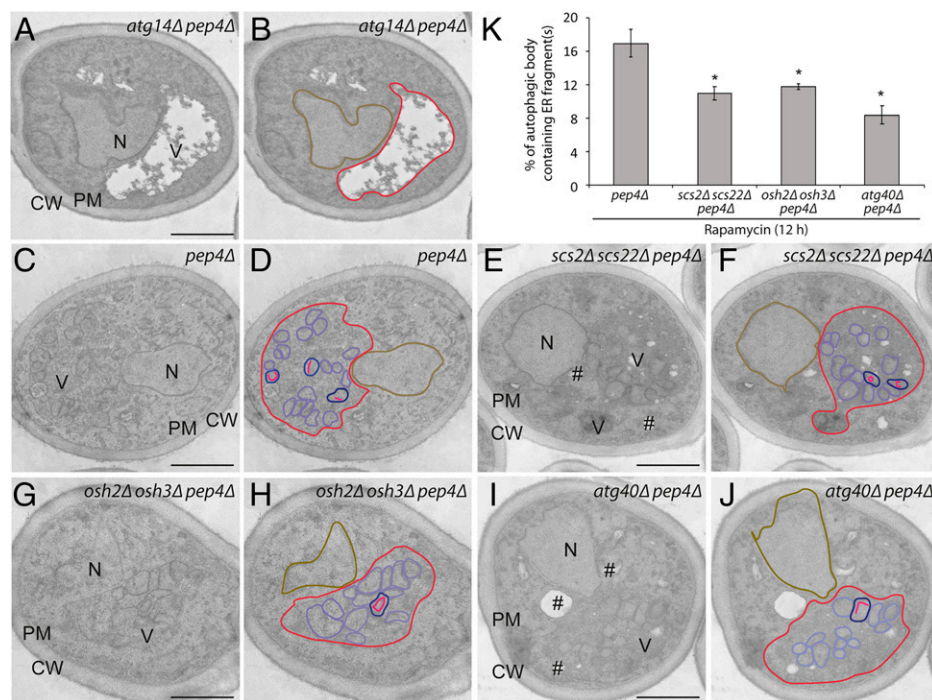 A
atg14Δ pep4Δ
N
V
CW PM
B
atg14Δ pep4Δ
K
% of autophagic body
containing ER fragment(s)
20
16
12
8
4
0
*
*
*
pep4Δ
scs2Δ scs22Δ
pep4Δ
osh2Δ osh3Δ
pep4Δ
atg40Δ
pep4Δ
Rapamycin (12 h)
C
pep4Δ
V
N
PM
CW
D
pep4Δ
E
scs2Δ scs22Δ pep4Δ
N
V
#
PM
CW
V
#
F
scs2Δ scs22Δ pep4Δ
G
osh2Δ osh3Δ pep4Δ
N
V
PM
CW
H
osh2Δ osh3Δ pep4Δ
I
atg40Δ pep4Δ
N
#
#
PM
V
CW
#
J
atg40Δ pep4Δ